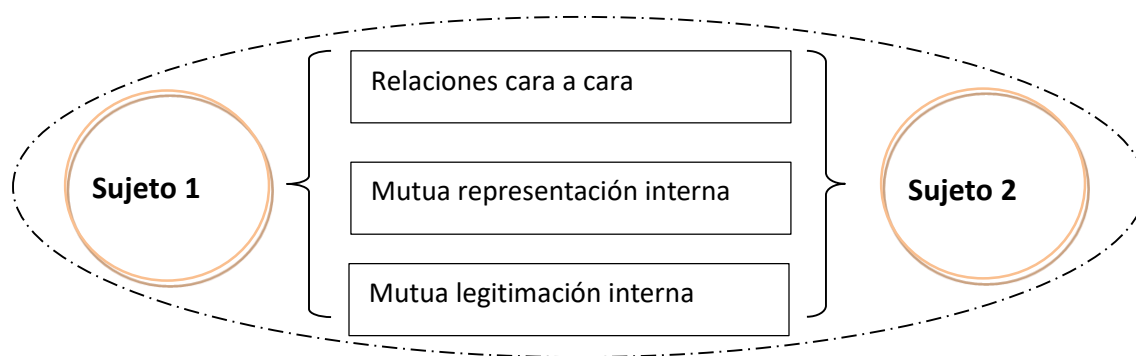 Relaciones cara a cara
Sujeto 1
Mutua representación interna
Sujeto 2
Mutua legitimación interna